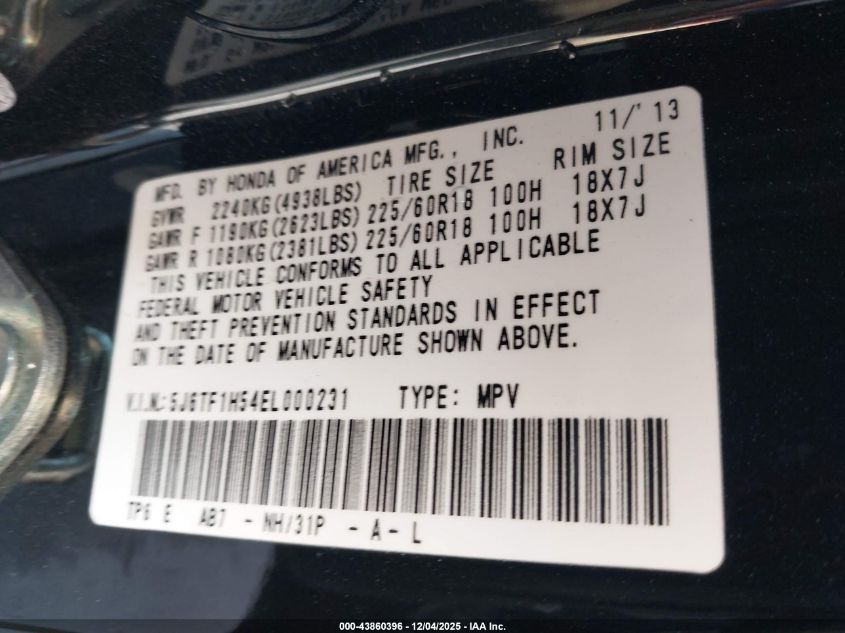 11/'13
MFD. BY HONDA OF AMERICA MFG., INC.
GVWR 2240KG(4938LBS) TIRE SIZE RIM SIZE
GAWR F 1190KG(2623LBS) 225/60R18 100H 18X7J
GAWR R 1080KG(2381LBS) 225/60R18 100H 18X7J
THIS VEHICLE CONFORMS TO ALL APPLICABLE
FEDERAL MOTOR VEHICLE SAFETY
AND THEFT PREVENTION STANDARDS IN EFFECT
ON THE DATE OF MANUFACTURE SHOWN ABOVE.
V.I.N.: 5J6TF1H54EL000231 TYPE: MPV
TP6 E AB7 - NH731P - A - L
000-43860396 - 12/04/2025 - IAA Inc.